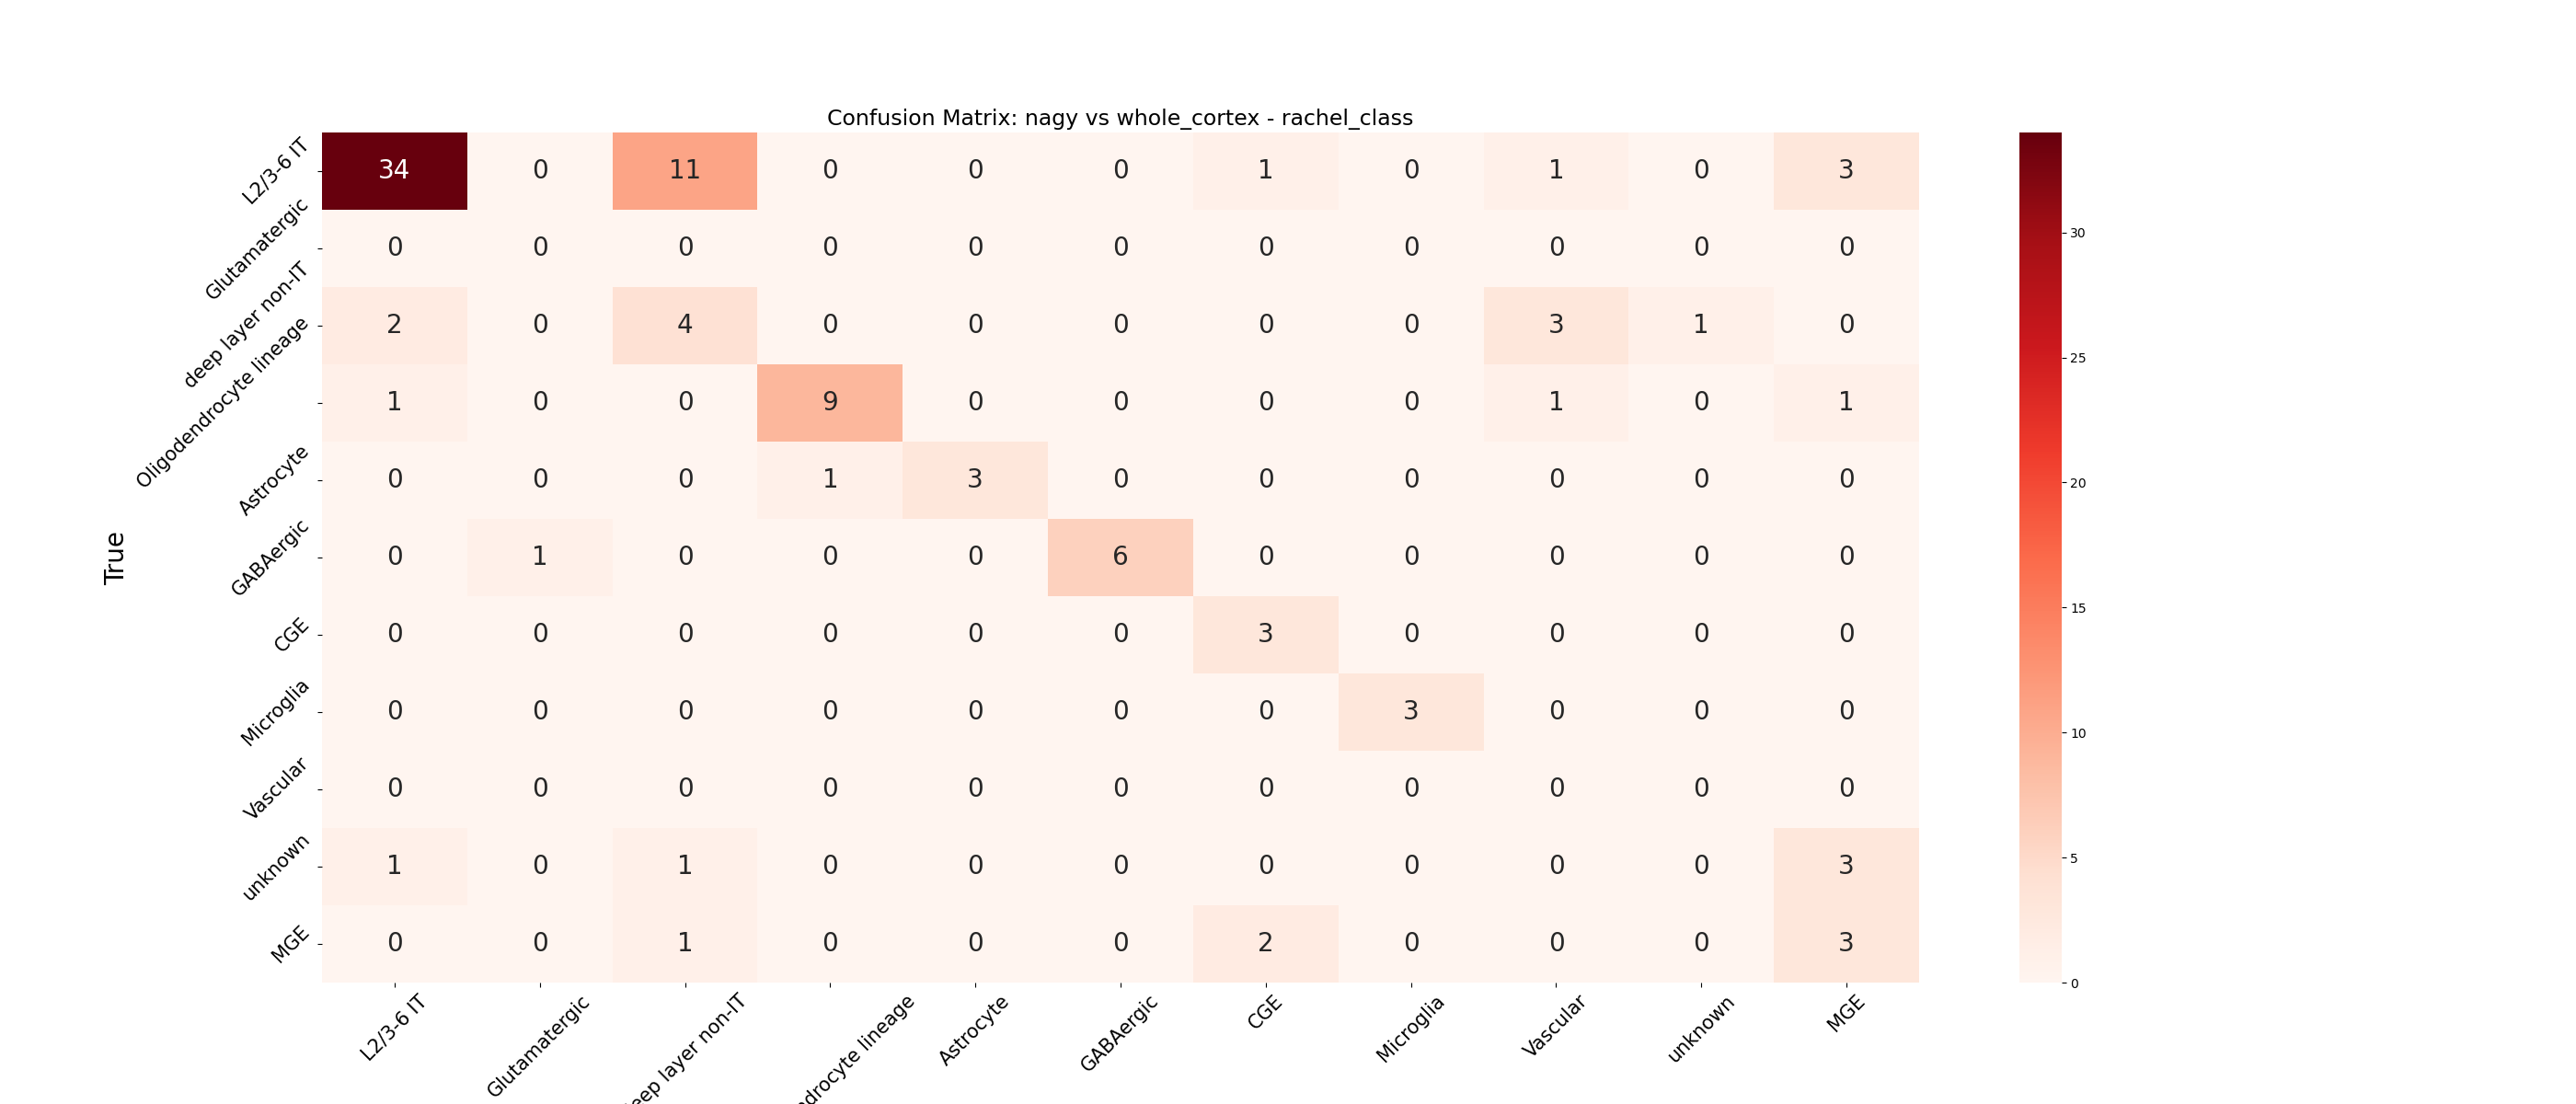 Confusion Matrix: nagy vs whole_cortex - rachel_class
True
L2/3-6 IT 34 0 11 0 0 0 1 0 1 0 3
Glutamatergic 0 0 0 0 0 0 0 0 0 0 0
deep layer non-IT 2 0 4 0 0 0 0 0 3 1 0
Oligodendrocyte lineage 1 0 0 9 0 0 0 0 1 0 1
Astrocyte 0 0 0 1 3 0 0 0 0 0 0
GABAergic 0 1 0 0 0 6 0 0 0 0 0
CGE 0 0 0 0 0 0 3 0 0 0 0
Microglia 0 0 0 0 0 0 0 3 0 0 0
Vascular 0 0 0 0 0 0 0 0 0 0 0
unknown 1 0 1 0 0 0 0 0 0 0 3
MGE 0 0 1 0 0 0 2 0 0 0 3
L2/3-6 IT
Glutamatergic
eep layer non-IT
ndrocyte lineage
Astrocyte
GABAergic
CGE
Microglia
Vascular
unknown
MGE
30
25
20
15
10
5
0